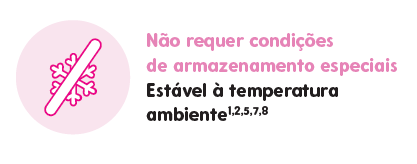 Não requer condições
de armazenamento especiais
Estável à temperatura
ambiente1,2,5,7,8